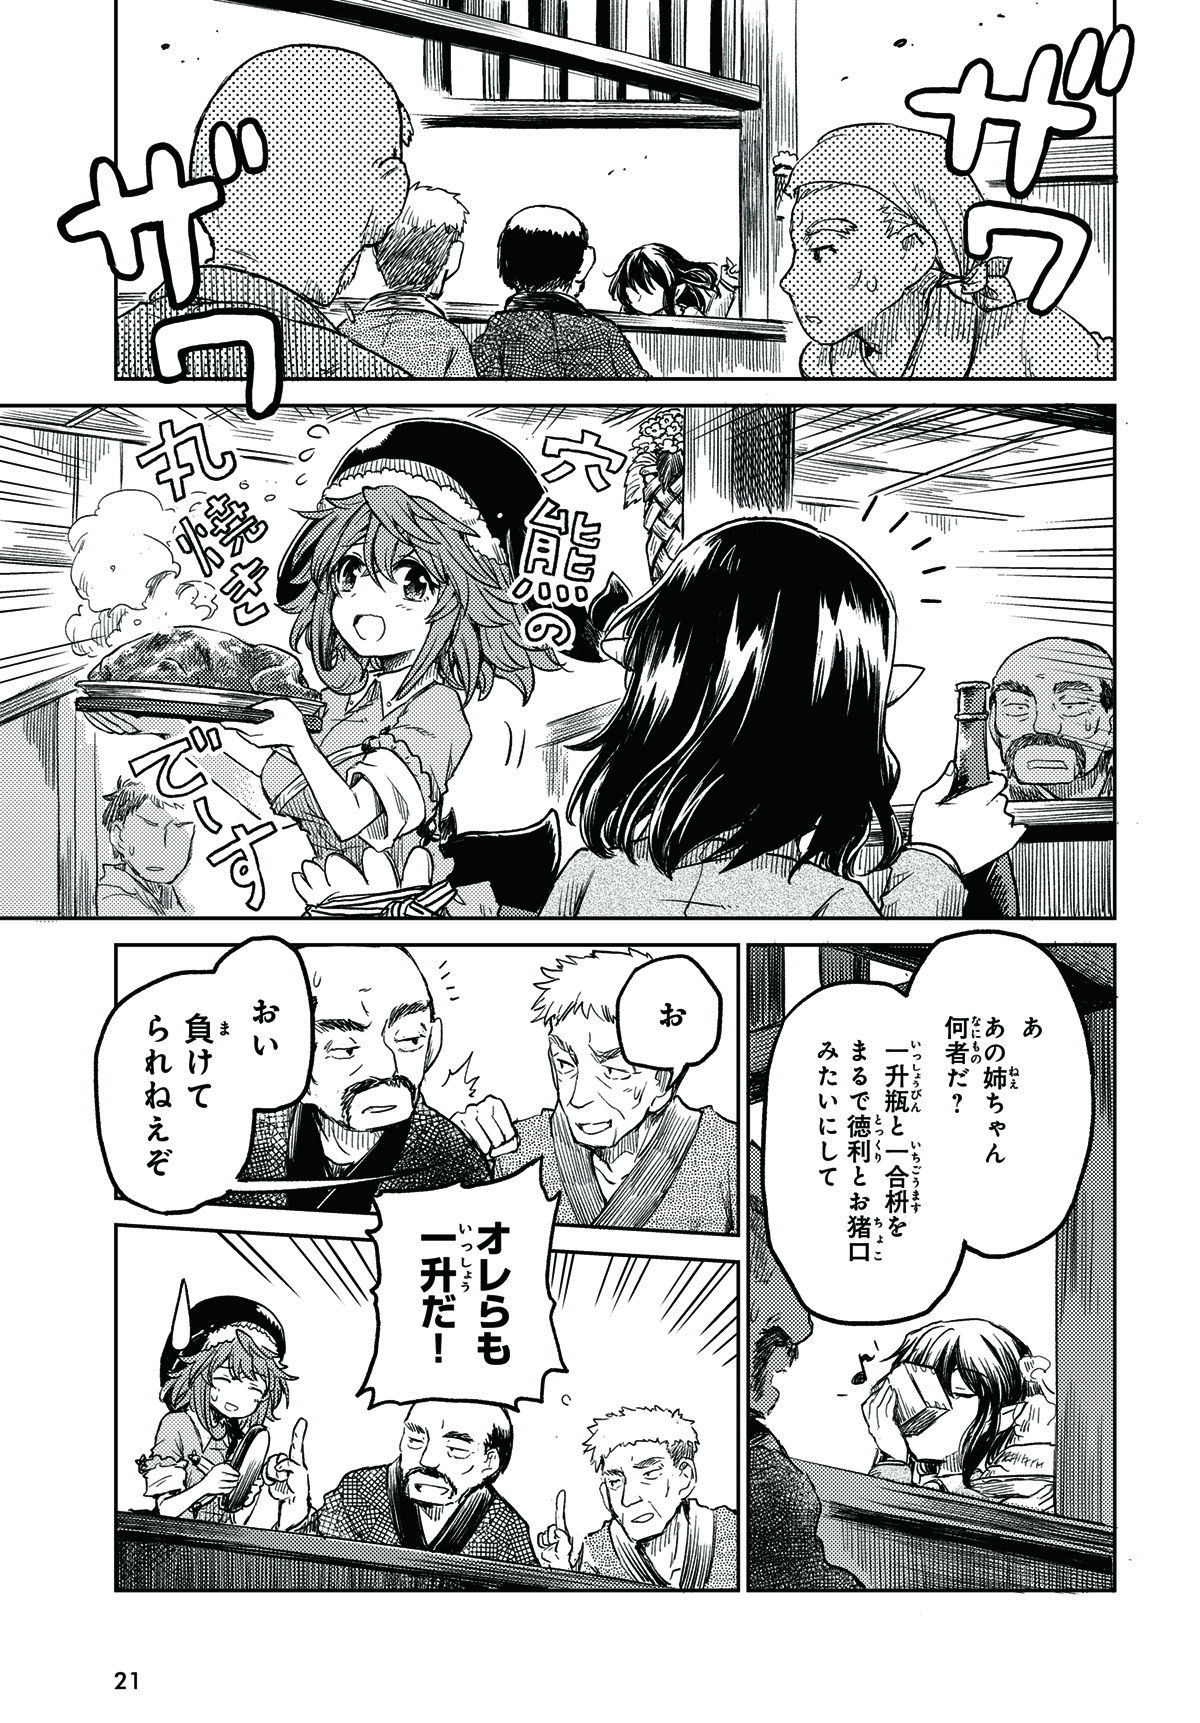 ザワ
ザワ
穴熊の
丸焼き
でーす
あ
あの姉ちゃん
何者だ?
一升瓶と一合枡を
まるで徳利とお猪口
みたいにして
お
おい
負けて
られねえぞ
オレらも
一升だ!
21